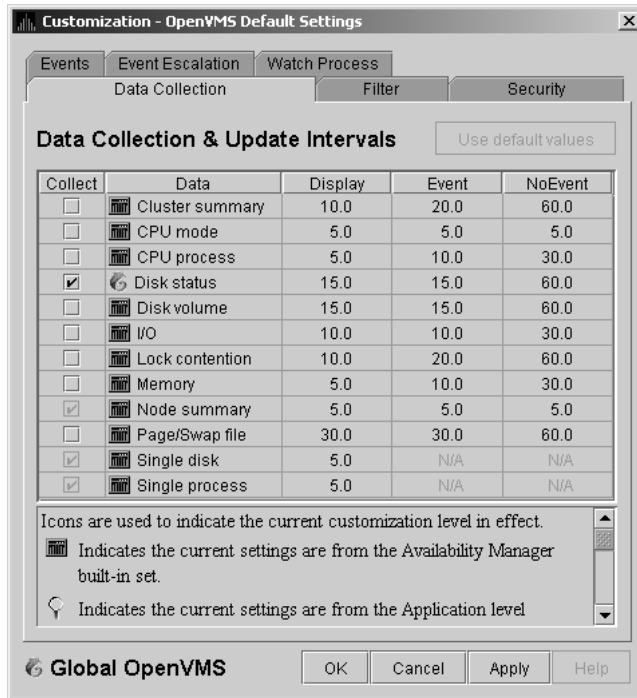 Customization - OpenVMS Default Settings
Events Event Escalation Watch Process
Data Collection Filter Security
Data Collection & Update Intervals Use default values
Collect Data Display Event NoEvent
Cluster summary 10.0 20.0 60.0
CPU mode 5.0 5.0 5.0
CPU process 5.0 10.0 30.0
Disk status 15.0 15.0 60.0
Disk volume 15.0 15.0 60.0
I/O 10.0 10.0 30.0
Lock contention 10.0 20.0 60.0
Memory 5.0 10.0 30.0
Node summary 5.0 5.0 5.0
Page/Swap file 30.0 30.0 60.0
Single disk 5.0 N/A N/A
Single process 5.0 N/A N/A
Icons are used to indicate the current customization level in effect.
Indicates the current settings are from the Availability Manager
built-in set.
Indicates the current settings are from the Application level
Global OpenVMS OK Cancel Apply Help